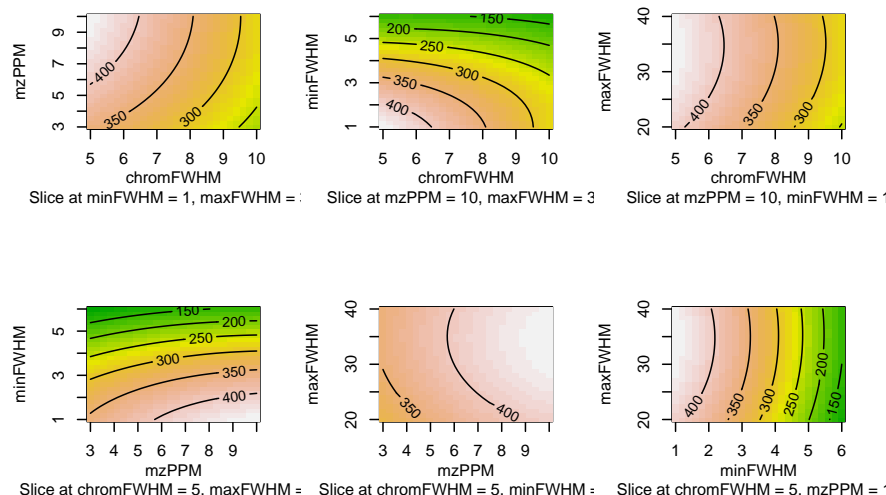 mzPPM
3 5 7 9
400
350
300
5 6 7 8 9 10
chromFWHM
Slice at minFWHM = 1, maxFWHM =
minFWHM
1 3 5
150
200
250
300
350
400
5 6 7 8 9 10
chromFWHM
Slice at mzPPM = 10, maxFWHM = 3
maxFWHM
20 30 40
400
350
300
5 6 7 8 9 10
chromFWHM
Slice at mzPPM = 10, minFWHM = 1
minFWHM
1 3 5
150
200
250
300
350
400
3 4 5 6 7 8 9
mzPPM
Slice at chromFWHM = 5, maxFWHM =
maxFWHM
20 30 40
350
400
3 4 5 6 7 8 9
mzPPM
Slice at chromFWHM = 5, minFWHM =
maxFWHM
20 30 40
400
350
300
250
200
150
1 2 3 4 5 6
minFWHM
Slice at chromFWHM = 5, mzPPM =